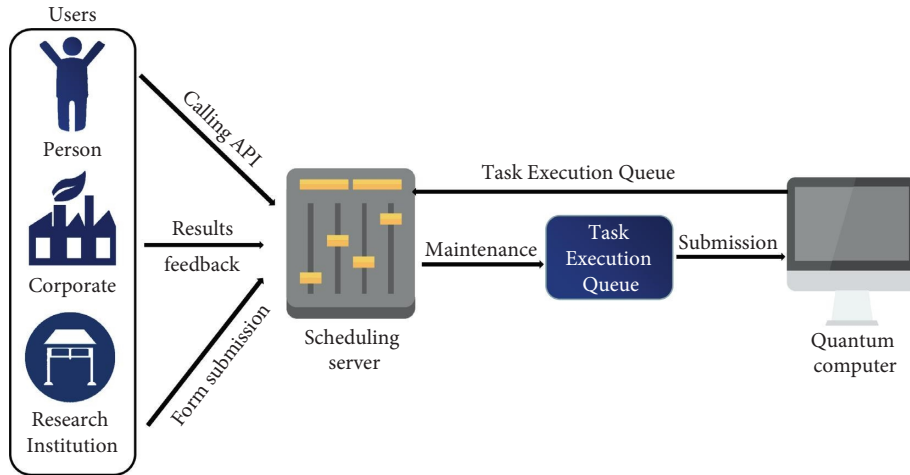 Users
Person
Corporate
Research
Institution
Calling API
Results
feedback
Form submission
Scheduling
server
Task Execution Queue
Maintenance
Task
Execution
Queue
Submission
Quantum
computer